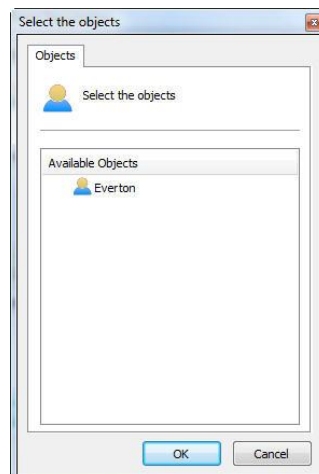 Select the objects
Objects
Select the objects
Available Objects
Everton
OK
Cancel